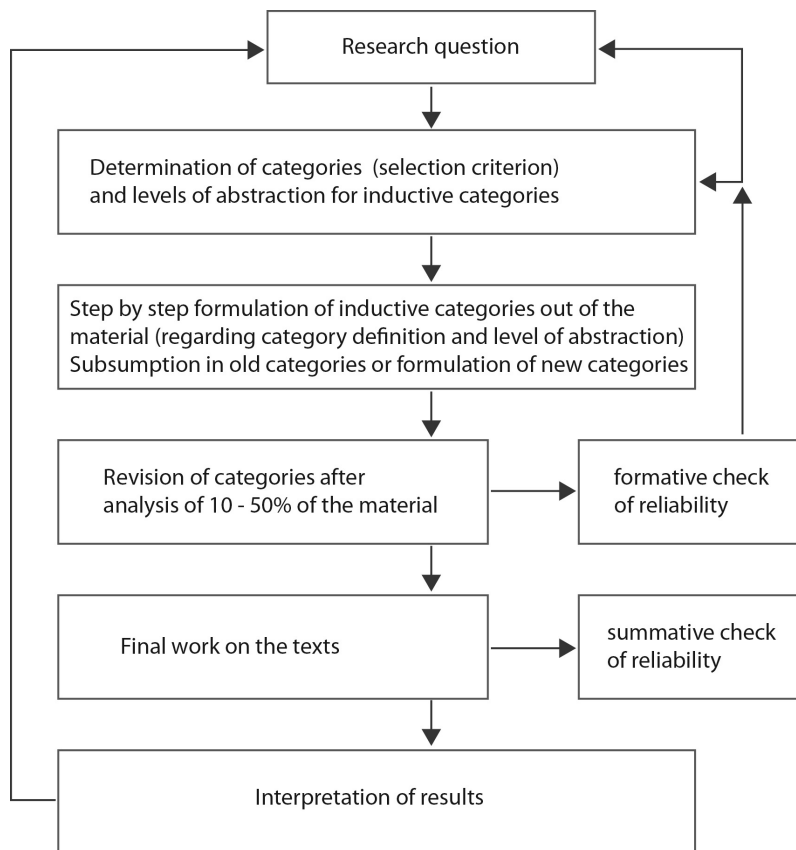 Research question
Determination of categories (selection criterion)
and levels of abstraction for inductive categories
Step by step formulation of inductive categories out of the
material (regarding category definition and level of abstraction)
Subsumption in old categories or formulation of new categories
Revision of categories after
analysis of 10 - 50% of the material
formative check
of reliability
Final work on the texts
summative check
of reliability
Interpretation of results